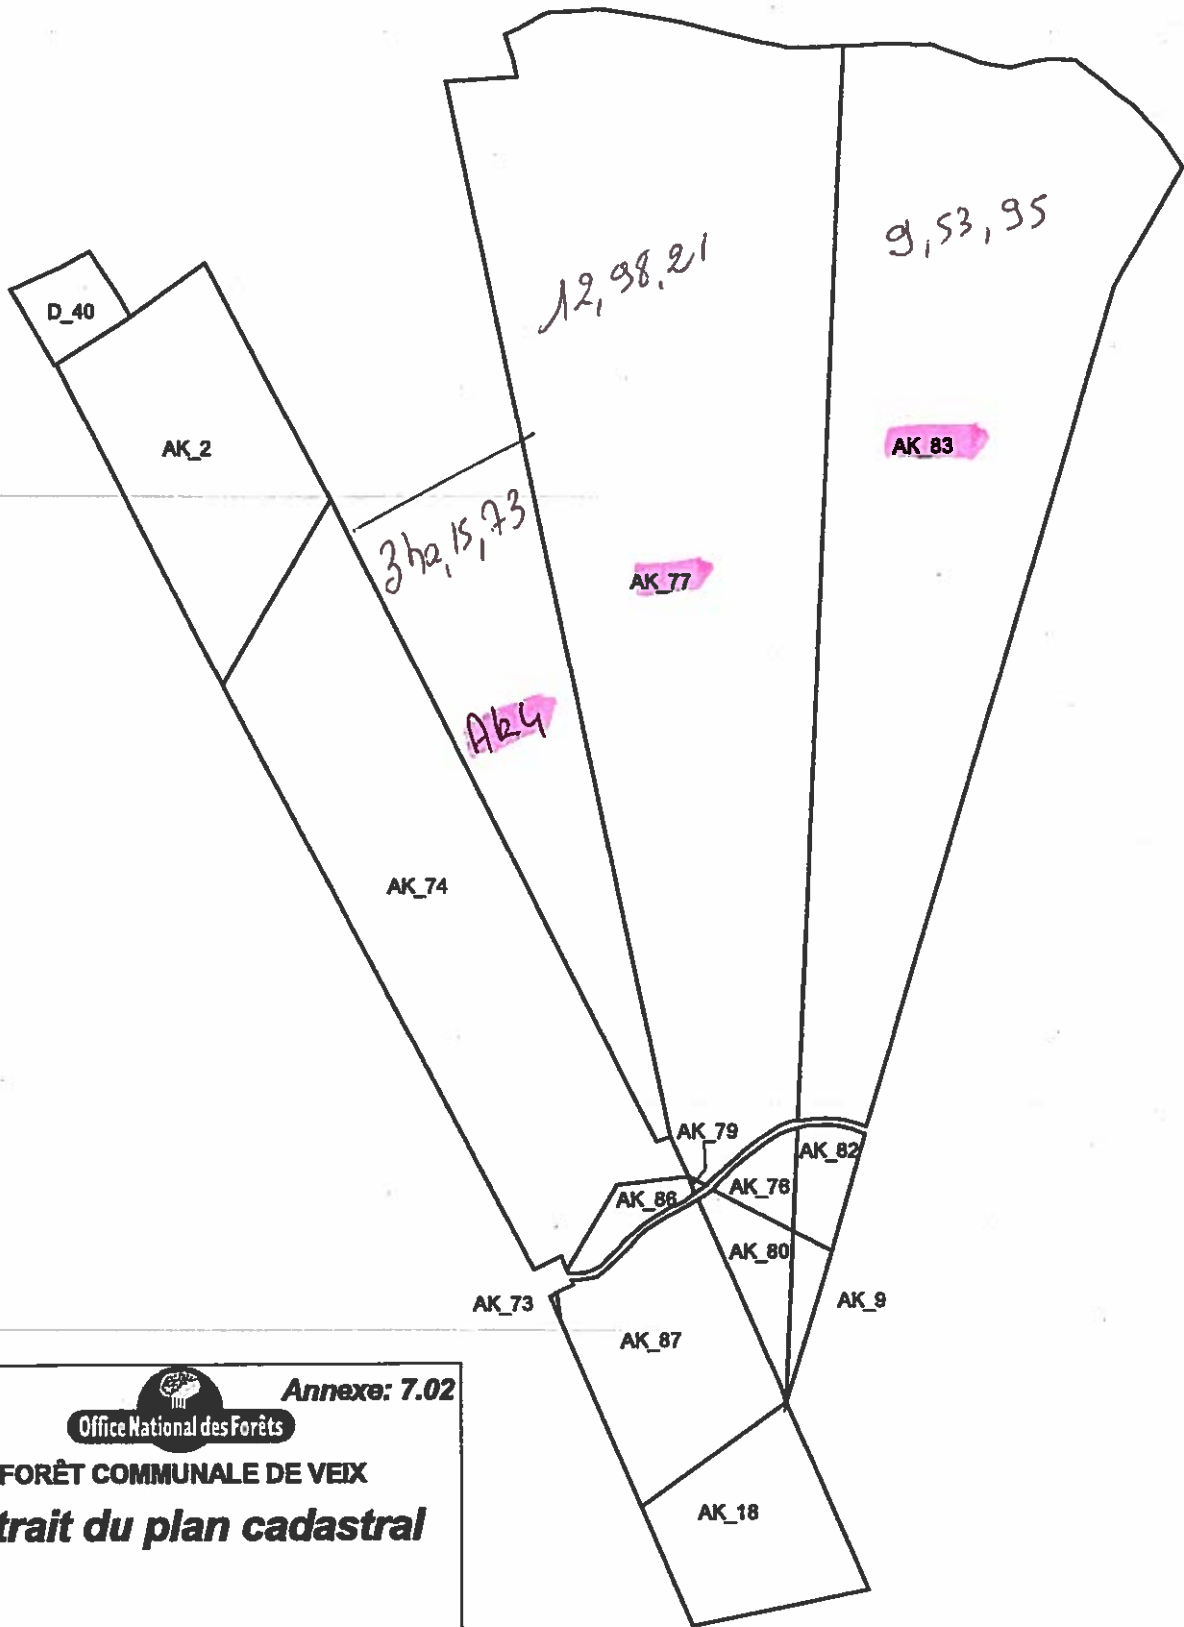 9,53,95
12,98,21
D_40
AK_83
AK_2
3ha,15,73
AK_77
Ak4
AK_74
AK_79
AK_82
AK_76
AK_86
AK_80
AK_9
AK_73
AK_87
Annexe: 7.02
Office National des Forêts
FORÊT COMMUNALE DE VEIX
trait du plan cadastral
AK_18